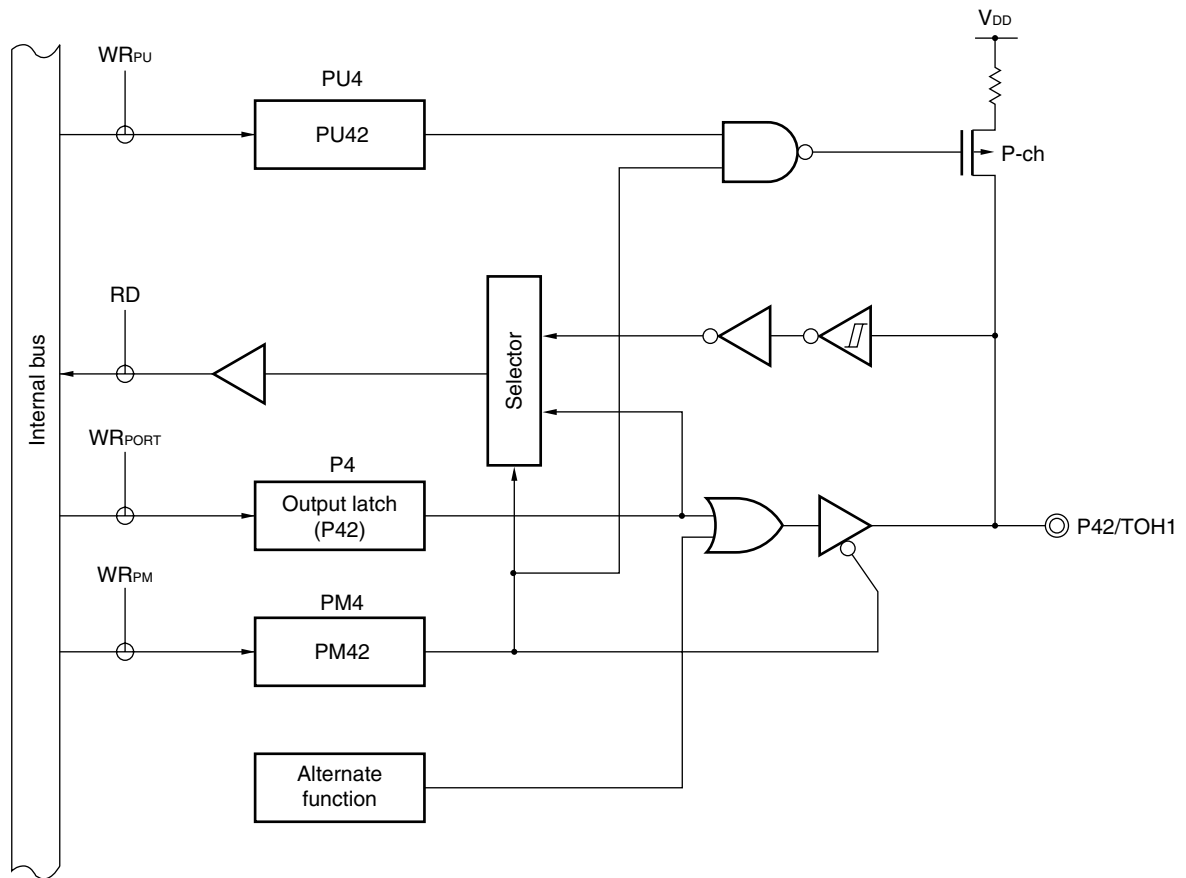 VDD
WRPU
PU4
PU42
P-ch
RD
Selector
Internal bus
WRPORT
P4
Output latch
(P42)
P42/TOH1
WRPM
PM4
PM42
Alternate
function